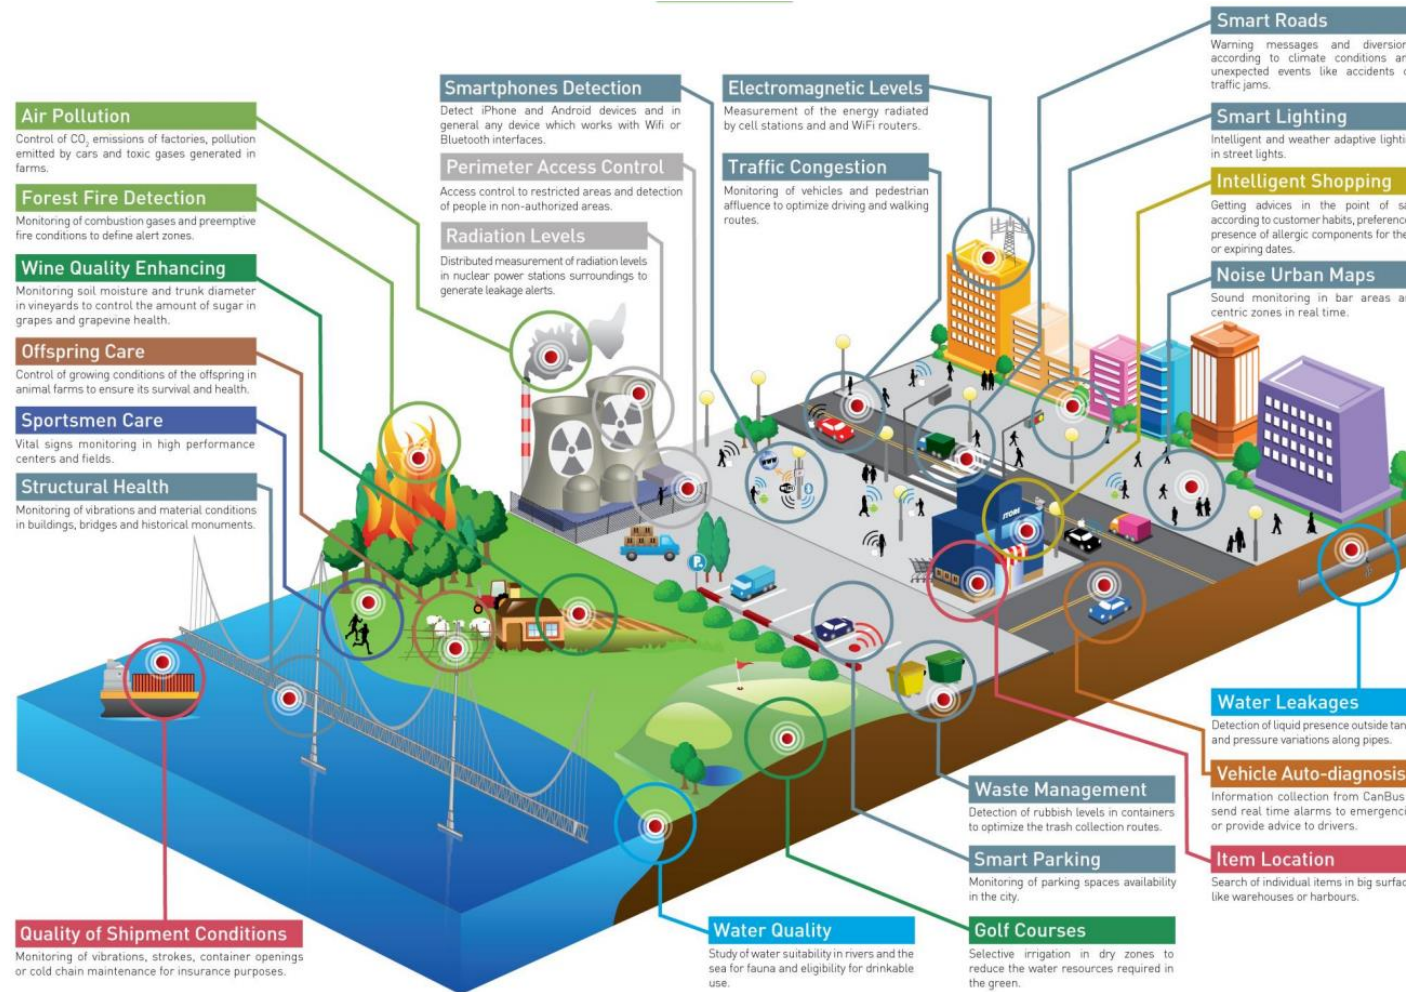 Air Pollution
Control of CO₂ emissions of factories, pollution
emitted by cars and toxic gases generated in
farms.
Forest Fire Detection
Monitoring of combustion gases and preemptive
fire conditions to define alert zones.
Wine Quality Enhancing
Monitoring soil moisture and trunk diameter
in vineyards to control the amount of sugar in
grapes and grapevine health.
Offspring Care
Control of growing conditions of the offspring in
animal farms to ensure its survival and health.
Sportsmen Care
Vital signs monitoring in high performance
centers and fields.
Structural Health
Monitoring of vibrations and material conditions
in buildings, bridges and historical monuments.
Quality of Shipment Conditions
Monitoring of vibrations, strokes, container openings
or cold chain maintenance for insurance purposes.
Smartphones Detection
Detect iPhone and Android devices and in
general any device which works with Wifi or
Bluetooth interfaces.
Perimeter Access Control
Access control to restricted areas and detection
of people in non-authorized areas.
Radiation Levels
Distributed measurement of radiation levels
in nuclear power stations surroundings to
generate leakage alerts.
Electromagnetic Levels
Measurement of the energy radiated
by cell stations and and WiFi routers.
Traffic Congestion
Monitoring of vehicles and pedestrian
affluence to optimize driving and walking
routes.
Smart Roads
Warning messages and diversion
according to climate conditions an
unexpected events like accidents o
traffic jams.
Smart Lighting
Intelligent and weather adaptive lighti
in street lights.
Intelligent Shopping
Getting advices in the point of sa
according to customer habits, preference
presence of allergic components for the
or expiring dates.
Noise Urban Maps
Sound monitoring in bar areas a
centric zones in real time.
www
STORE
P
Water Leakages
Detection of liquid presence outside tan
and pressure variations along pipes.
Vehicle Auto-diagnosis
Information collection from CanBus
send real time alarms to emergenci
or provide advice to drivers.
Item Location
Search of individual items in big surfac
like warehouses or harbours.
Waste Management
Detection of rubbish levels in containers
to optimize the trash collection routes.
Smart Parking
Monitoring of parking spaces availability
in the city.
Golf Courses
Selective irrigation in dry zones to
reduce the water resources required in
the green.
Water Quality
Study of water suitability in rivers and the
sea for fauna and eligibility for drinkable
use.